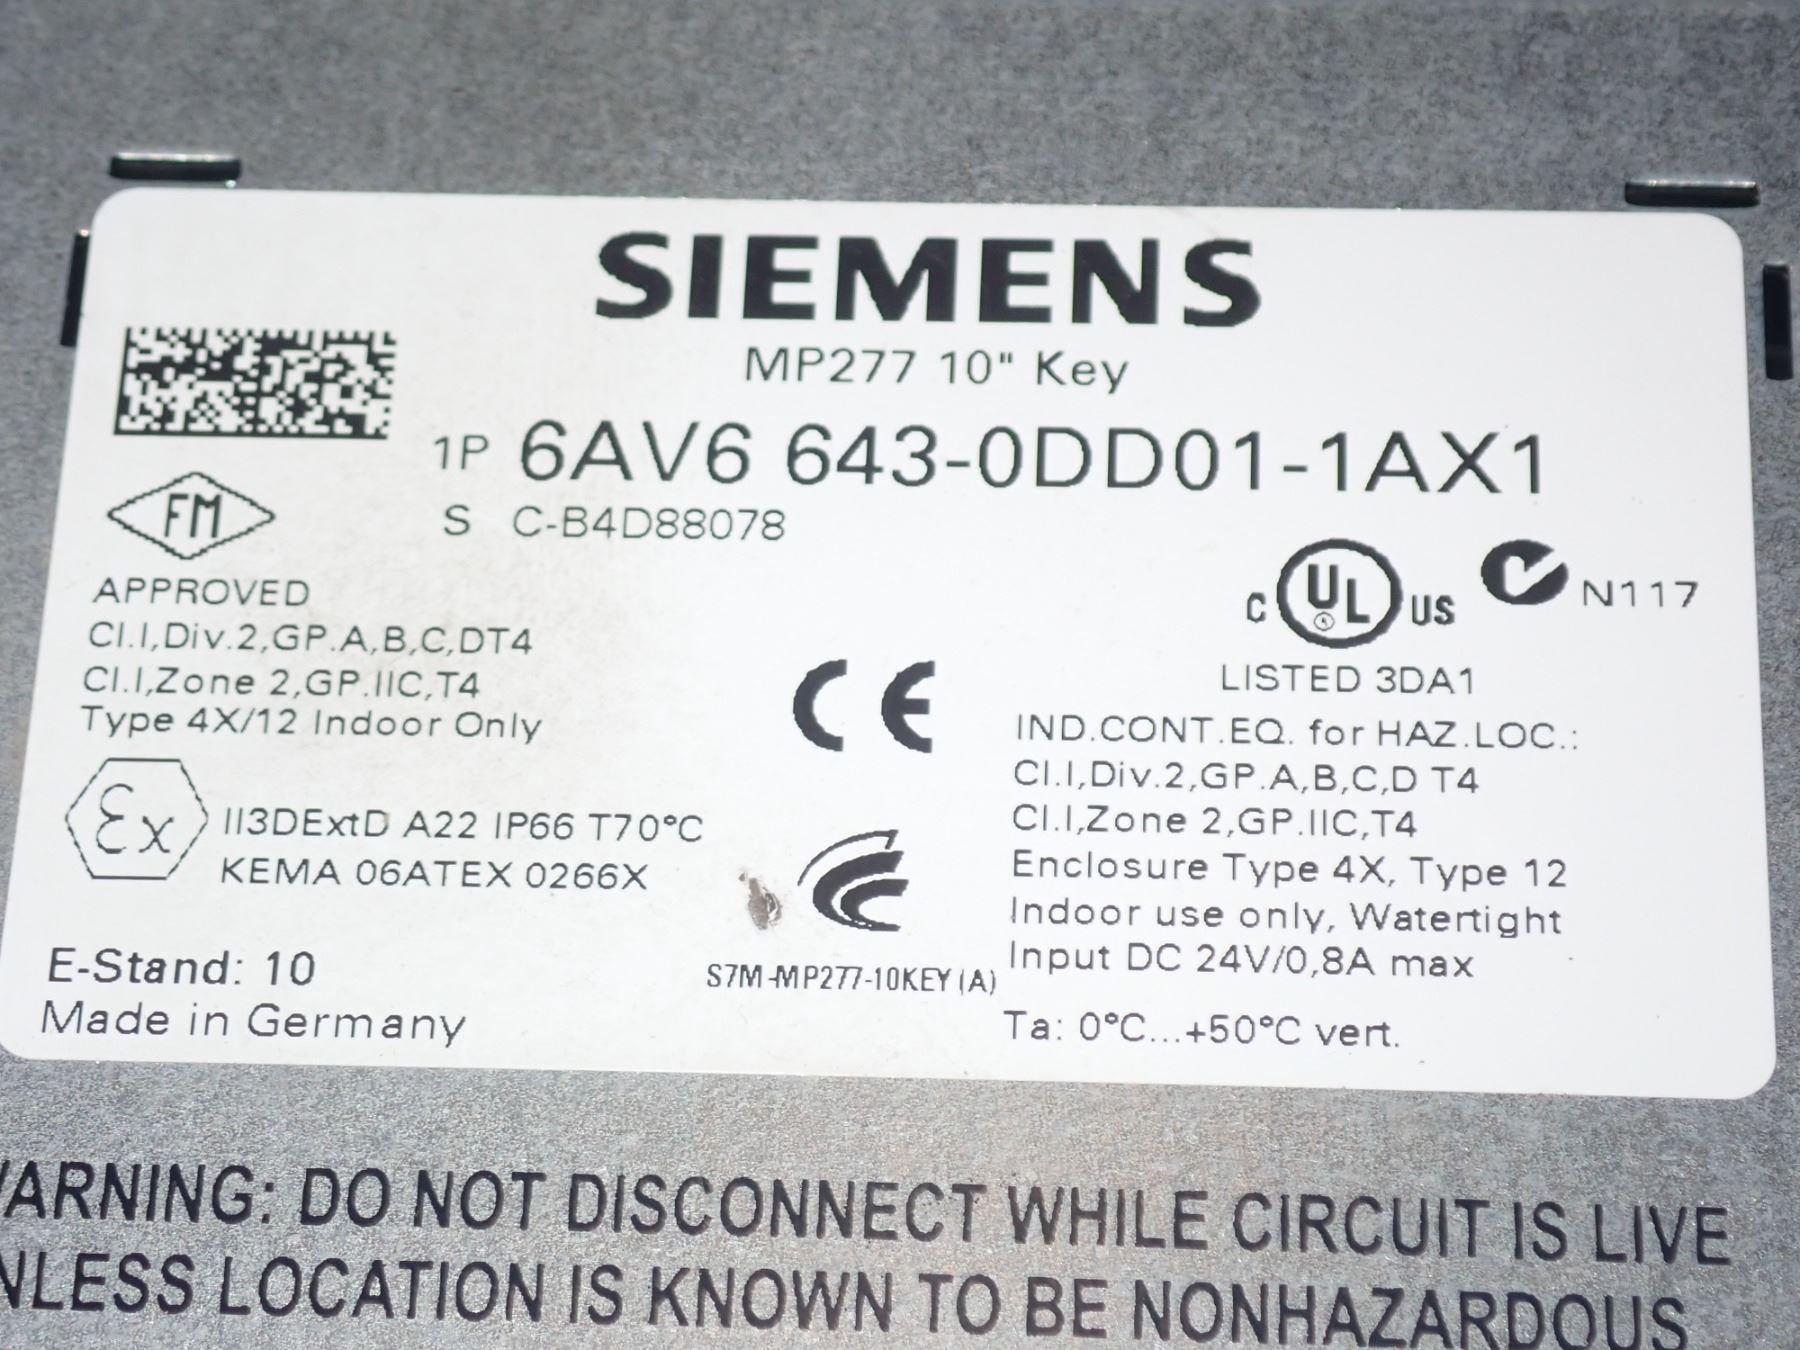 SIEMENS
MP277 10" Key
1P 6AV6 643-0DD01-1AX1
S C-B4D88078
FM
APPROVED
Cl.I,Div.2,GP.A,B,C,DT4
Cl.I,Zone 2,GP.IIC,T4
Type 4X/12 Indoor Only
Ex
II3DExtD A22 IP66 T70°C
KEMA 06ATEX 0266X
E-Stand: 10
Made in Germany
CE
S7M-MP277-10KEY(A)
C UL US N117
LISTED 3DA1
IND.CONT.EQ. for HAZ.LOC.:
Cl.I,Div.2,GP.A,B,C,D T4
Cl.I,Zone 2,GP.IIC,T4
Enclosure Type 4X, Type 12
Indoor use only, Watertight
Input DC 24V/0,8A max
Ta: 0°C...+50°C vert.
ARNING: DO NOT DISCONNECT WHILE CIRCUIT IS LIVE
NLESS LOCATION IS KNOWN TO BE NONHAZARDOUS